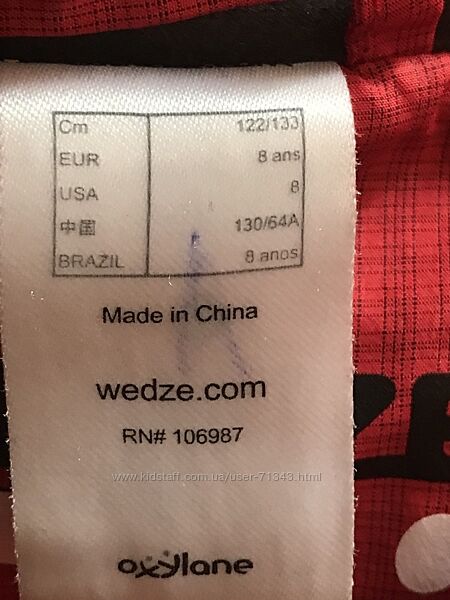 Cm 122/133
EUR 8 ans
USA 8
中国 130/64A
BRAZIL 8 anos
Made in China
wedze.com
RN# 106987
www.kidstaff.com.ua/user-71343.html
oxylane